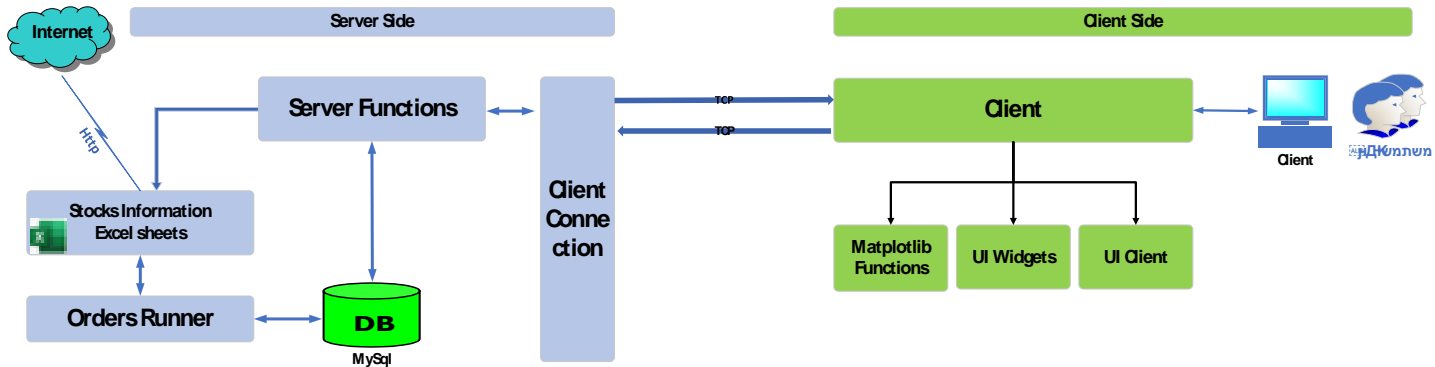 Internet
Server Side
Client Side
Server Functions
Http
Stocks Information
Excel sheets
Orders Runner
DB
MySql
Client
Conne
ction
TCP
TCP
Client
Matplotlib
Functions
UI Widgets
UI Client
Client